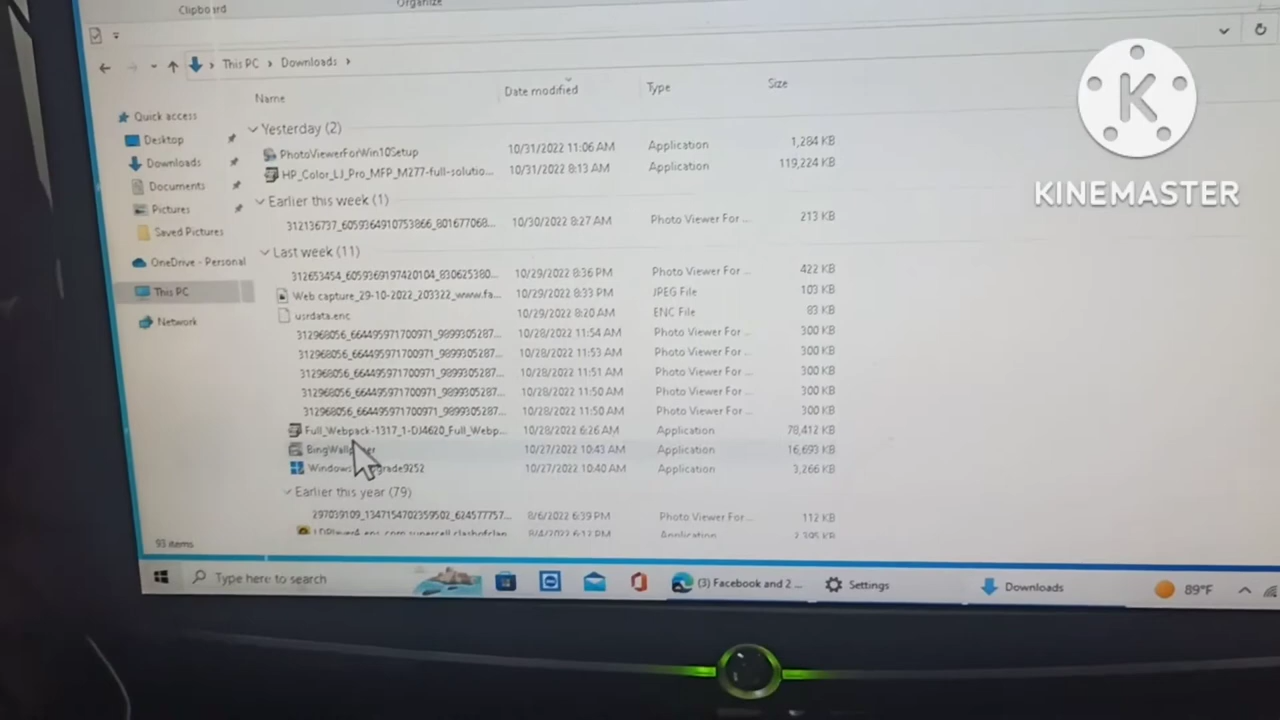 Clipboard Organize
This PC > Downloads >
Name Date modified Type Size
Quick access
Desktop
Downloads
Documents
Pictures
Saved Pictures
OneDrive - Personal
This PC
Network
Yesterday (2)
PhotoViewerForWin10Setup 10/31/2022 11:06 AM Application 1,284 KB
HP_Color_LJ_Pro_MFP_M277-full-solutio... 10/31/2022 8:13 AM Application 119,224 KB
Earlier this week (1)
312136737_6059364910753866_801677068... 10/30/2022 8:27 AM Photo Viewer For ... 213 KB
Last week (11)
312653454_6059369197420104_830625380... 10/29/2022 8:36 PM Photo Viewer For ... 422 KB
Web capture_29-10-2022_203322_www.fa... 10/29/2022 8:33 PM JPEG File 103 KB
usrdata.enc 10/29/2022 8:20 AM ENC File 83 KB
312968056_664495971700971_9899305287... 10/28/2022 11:54 AM Photo Viewer For ... 300 KB
312968056_664495971700971_9899305287... 10/28/2022 11:53 AM Photo Viewer For ... 300 KB
312968056_664495971700971_9899305287... 10/28/2022 11:51 AM Photo Viewer For ... 300 KB
312968056_664495971700971_9899305287... 10/28/2022 11:50 AM Photo Viewer For ... 300 KB
312968056_664495971700971_9899305287... 10/28/2022 11:50 AM Photo Viewer For ... 300 KB
Full_Webpack-1317_1-DJ4620_Full_Webp... 10/28/2022 6:26 AM Application 78,412 KB
10/27/2022 10:43 AM Application 16,693 KB
10/27/2022 10:40 AM Application 3,266 KB
Earlier this year (79)
297039109_1347154702359502_624577757... 8/6/2022 6:39 PM Photo Viewer For ... 112 KB
8/4/2022 6:12 PM Application
93 items
Type here to search
(3) Facebook and 2 ...
Settings
Downloads
89°F
K
KINEMASTER